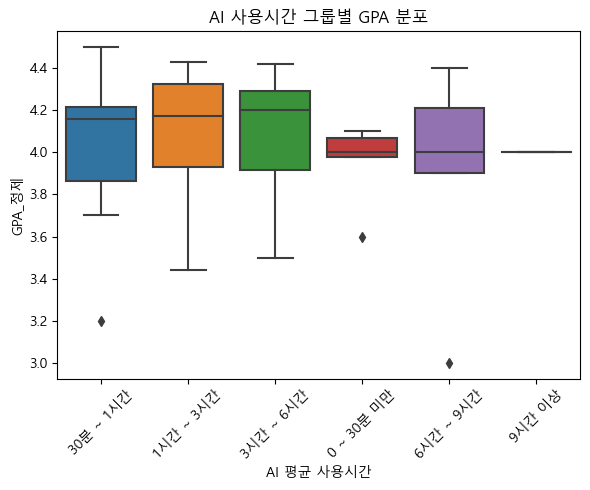 AI 사용시간 그룹별 GPA 분포
GPA_정제
4.4
4.2
4.0
3.8
3.6
3.4
3.2
3.0
30분 ~ 1시간
1시간 ~ 3시간
3시간 ~ 6시간
0 ~ 30분 미만
6시간 ~ 9시간
9시간 이상
AI 평균 사용시간